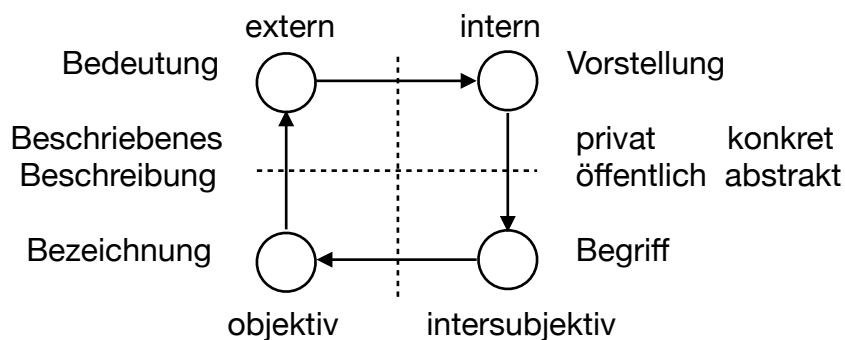 extern intern
Bedeutung Vorstellung
Beschriebenes privat konkret
Beschreibung öffentlich abstrakt
Bezeichnung Begriff
objektiv intersubjektiv